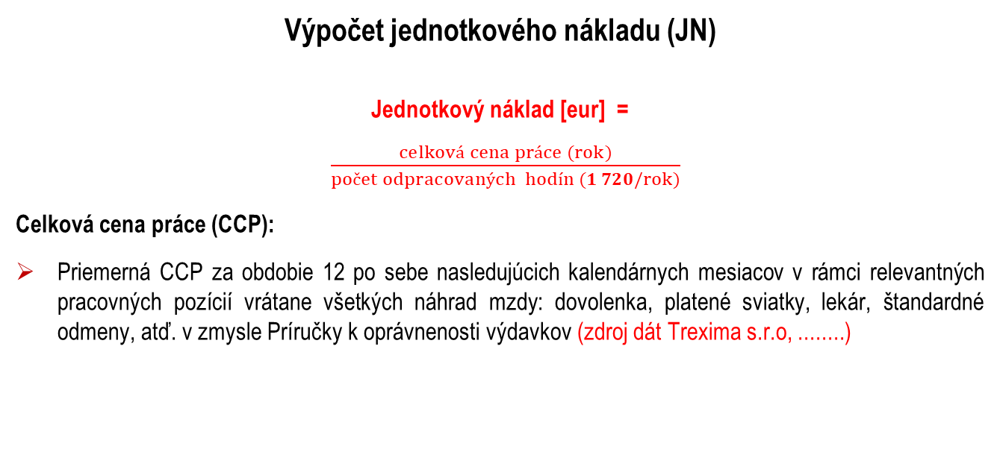 Výpočet jednotkového nákladu (JN)
Jednotkový náklad [eur] =
celková cena práce (rok)
počet odpracovaných hodín (1 720/rok)
Celková cena práce (CCP):
➢ Priemerná CCP za obdobie 12 po sebe nasledujúcich kalendárnych mesiacov v rámci relevantných
pracovných pozícií vrátane všetkých náhrad mzdy: dovolenka, platené sviatky, lekár, štandardné
odmeny, atď. v zmysle Príručky k oprávnenosti výdavkov (zdroj dát Trexima s.r.o, ........)